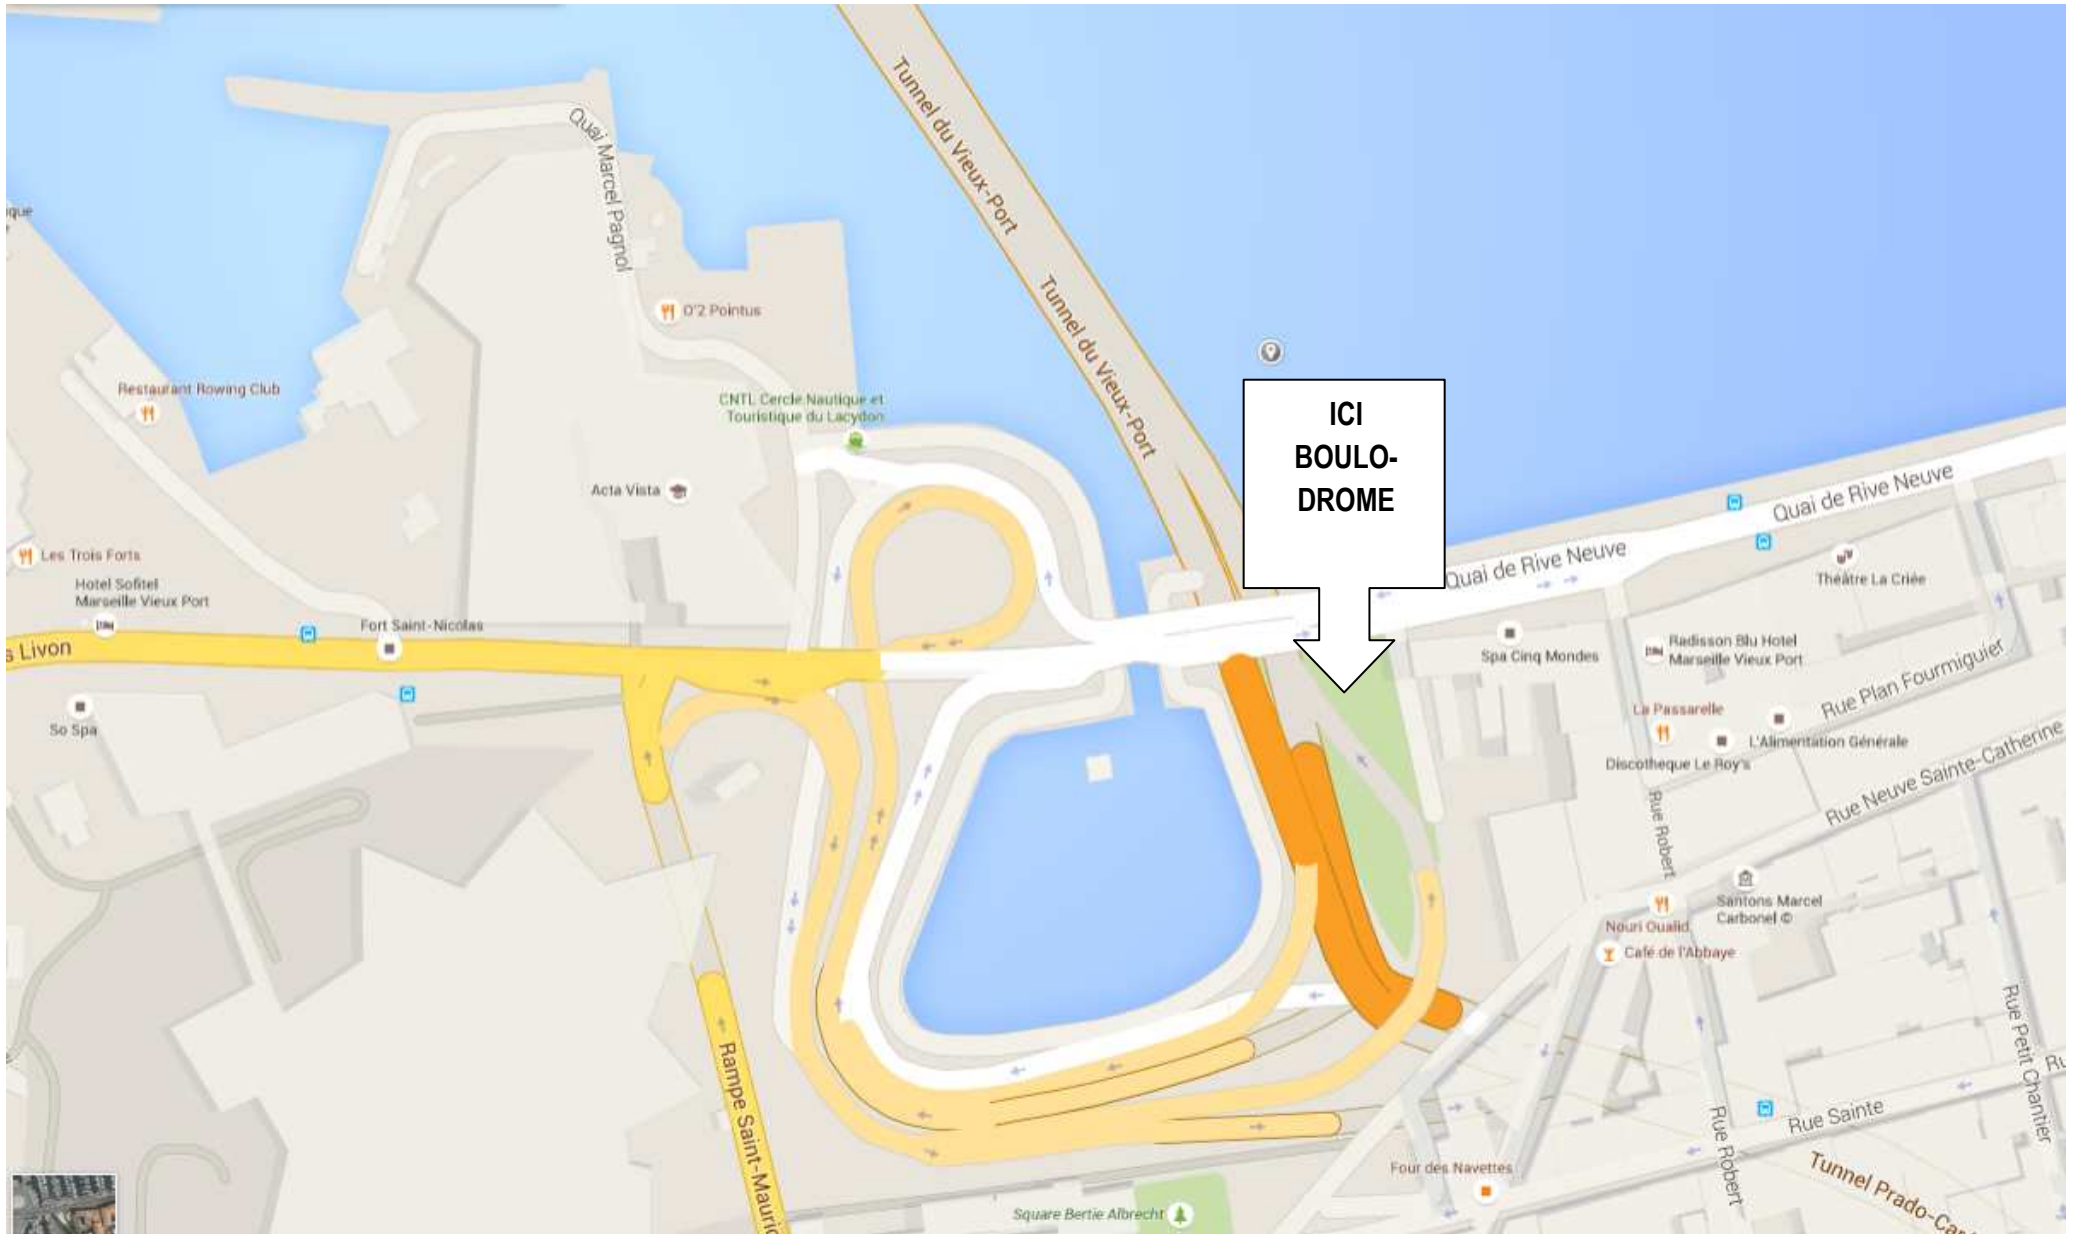 Tunnel du Vieux-Port
Quai Marcel Pagnol
Tunnel du Vieux-Port
O'2 Pointus
Restaurant Rowing Club
CNTL Cercle Nautique et
Touristique du Lacydon
ICI
BOULO-
DROME
Acta Vista
Quai de Rive Neuve
Quai de Rive Neuve
Les Trois Forts
Hotel Sofitel
Marseille Vieux Port
Théâtre La Criée
Fort Saint-Nicolas
s Livon
Spa Cinq Mondes
Radisson Blu Hotel
Marseille Vieux Port
Rue Plan Fourmiguier
So Spa
La Passarelle
L'Alimentation Générale
Discotheque Le Roy's
Rue Neuve Sainte-Catherine
Rue Robert
Santons Marcel
Carbonel ©
Nouri Oualid
Café de l'Abbaye
Rue Petit Chantier
Rampe Saint-Mauric
Rue Sainte
Ru
Rue Robert
Four des Navettes
Tunnel Prado-Car
Square Bertie Albrecht